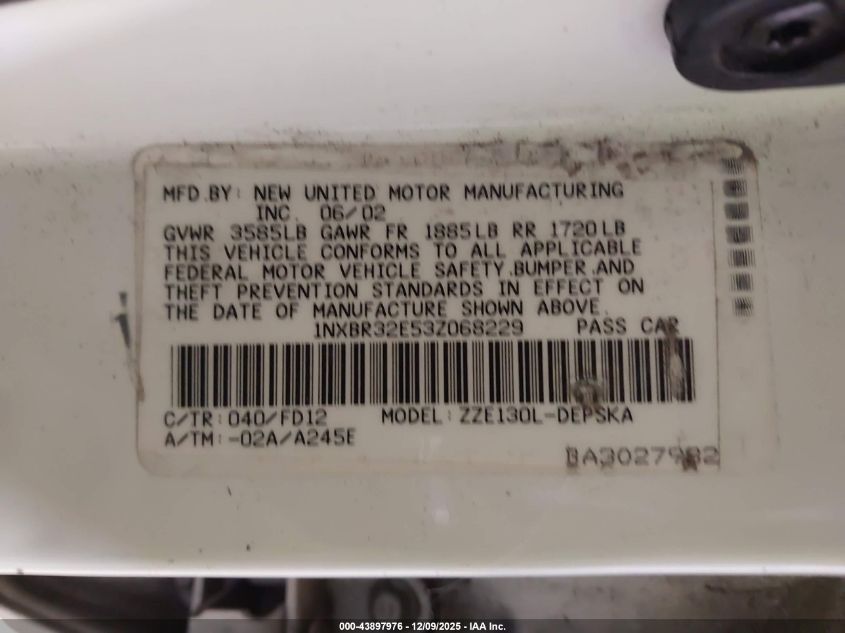 MFD.BY: NEW UNITED MOTOR MANUFACTURING
INC. 06/02
GVWR 3585LB GAWR FR 1885LB RR 1720LB
THIS VEHICLE CONFORMS TO ALL APPLICABLE
FEDERAL MOTOR VEHICLE SAFETY,BUMPER,AND
THEFT PREVENTION STANDARDS IN EFFECT ON
THE DATE OF MANUFACTURE SHOWN ABOVE.
1NXBR32E53Z068229 PASS CAR
C/TR:040/FD12 MODEL:ZZE130L-DEPSKA
A/TM:-02A/A245E
BA3027982
000-43897976 - 12/09/2025 - IAA Inc.